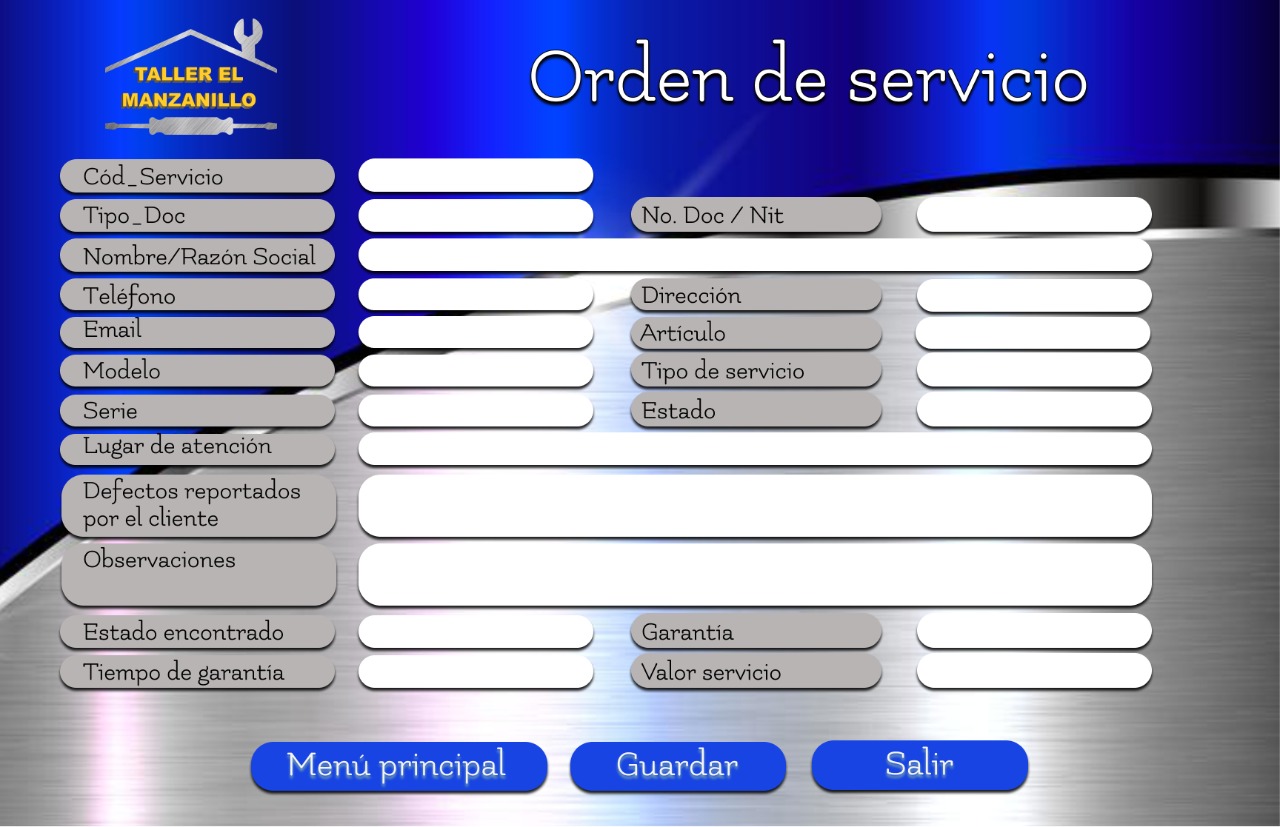 TALLER EL
MANZANILLO
Orden de servicio
Cód_Servicio
Tipo_Doc
No. Doc / Nit
Nombre/Razón Social
Teléfono
Dirección
Email
Artículo
Modelo
Tipo de servicio
Serie
Estado
Lugar de atención
Defectos reportados
por el cliente
Observaciones
Estado encontrado
Garantía
Tiempo de garantía
Valor servicio
Menú principal
Guardar
Salir